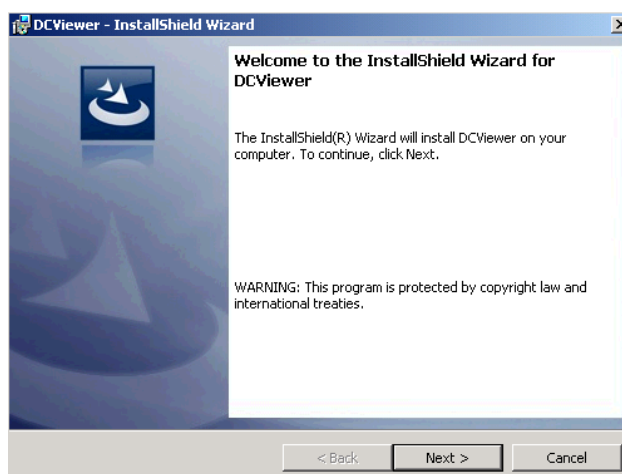 DCViewer - InstallShield Wizard
Welcome to the InstallShield Wizard for
DCViewer
The InstallShield(R) Wizard will install DCViewer on your
computer. To continue, click Next.
WARNING: This program is protected by copyright law and
international treaties.
< Back Next > Cancel